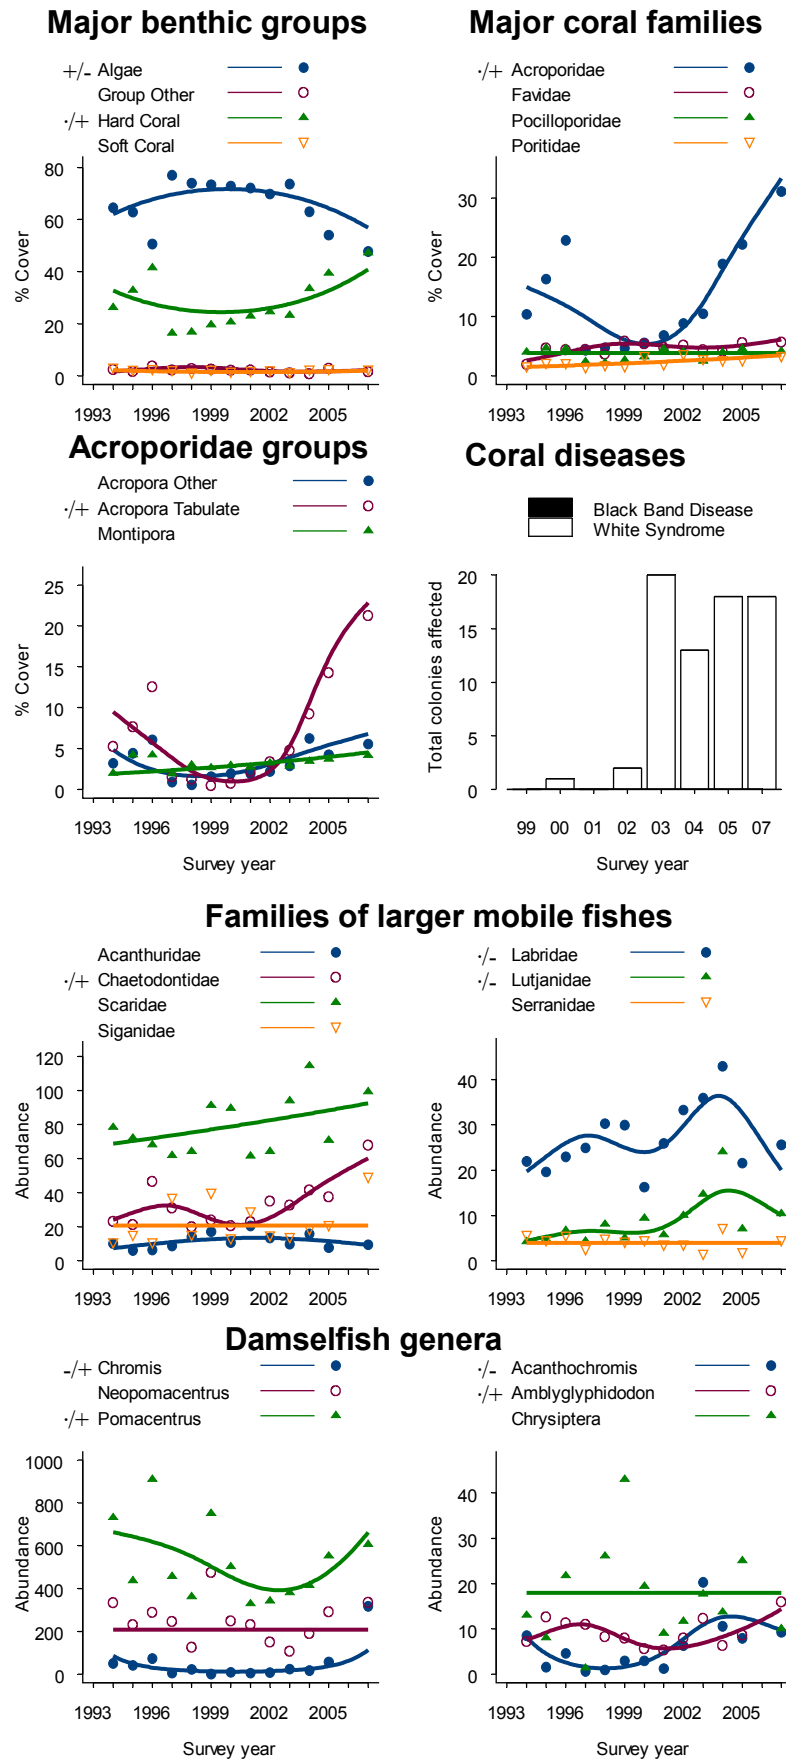 Major benthic groups
+/- Algae
Group Other
·/+ Hard Coral
Soft Coral
% Cover
80
60
40
20
0
1993 1996 1999 2002 2005
Major coral families
·/+ Acroporidae
Favidae
Pocilloporidae
Poritidae
30
20
10
0
1993 1996 1999 2002 2005
Acroporidae groups
Acropora Other
·/+ Acropora Tabulate
Montipora
% Cover
25
20
15
10
5
0
1993 1996 1999 2002 2005
Survey year
Coral diseases
Black Band Disease
White Syndrome
Total colonies affected
20
15
10
5
0
99 00 01 02 03 04 05 07
Survey year
Families of larger mobile fishes
Acanthuridae
·/+ Chaetodontidae
Scaridae
Siganidae
Abundance
120
100
80
60
40
20
0
1993 1996 1999 2002 2005
·/- Labridae
·/- Lutjanidae
Serranidae
Abundance
40
30
20
10
0
1993 1996 1999 2002 2005
Damselfish genera
-/+ Chromis
Neopomacentrus
·/+ Pomacentrus
Abundance
1000
800
600
400
200
0
1993 1996 1999 2002 2005
Survey year
·/- Acanthochromis
·/+ Amblyglyphidodon
Chrysiptera
Abundance
40
30
20
10
0
1993 1996 1999 2002 2005
Survey year